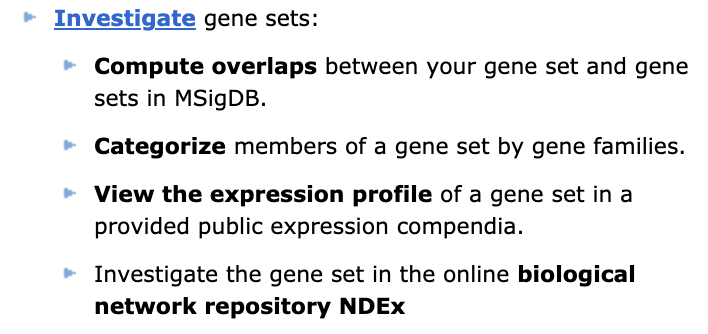 Investigate gene sets:
Compute overlaps between your gene set and gene
sets in MSigDB.
Categorize members of a gene set by gene families.
View the expression profile of a gene set in a
provided public expression compendia.
Investigate the gene set in the online biological
network repository NDEx